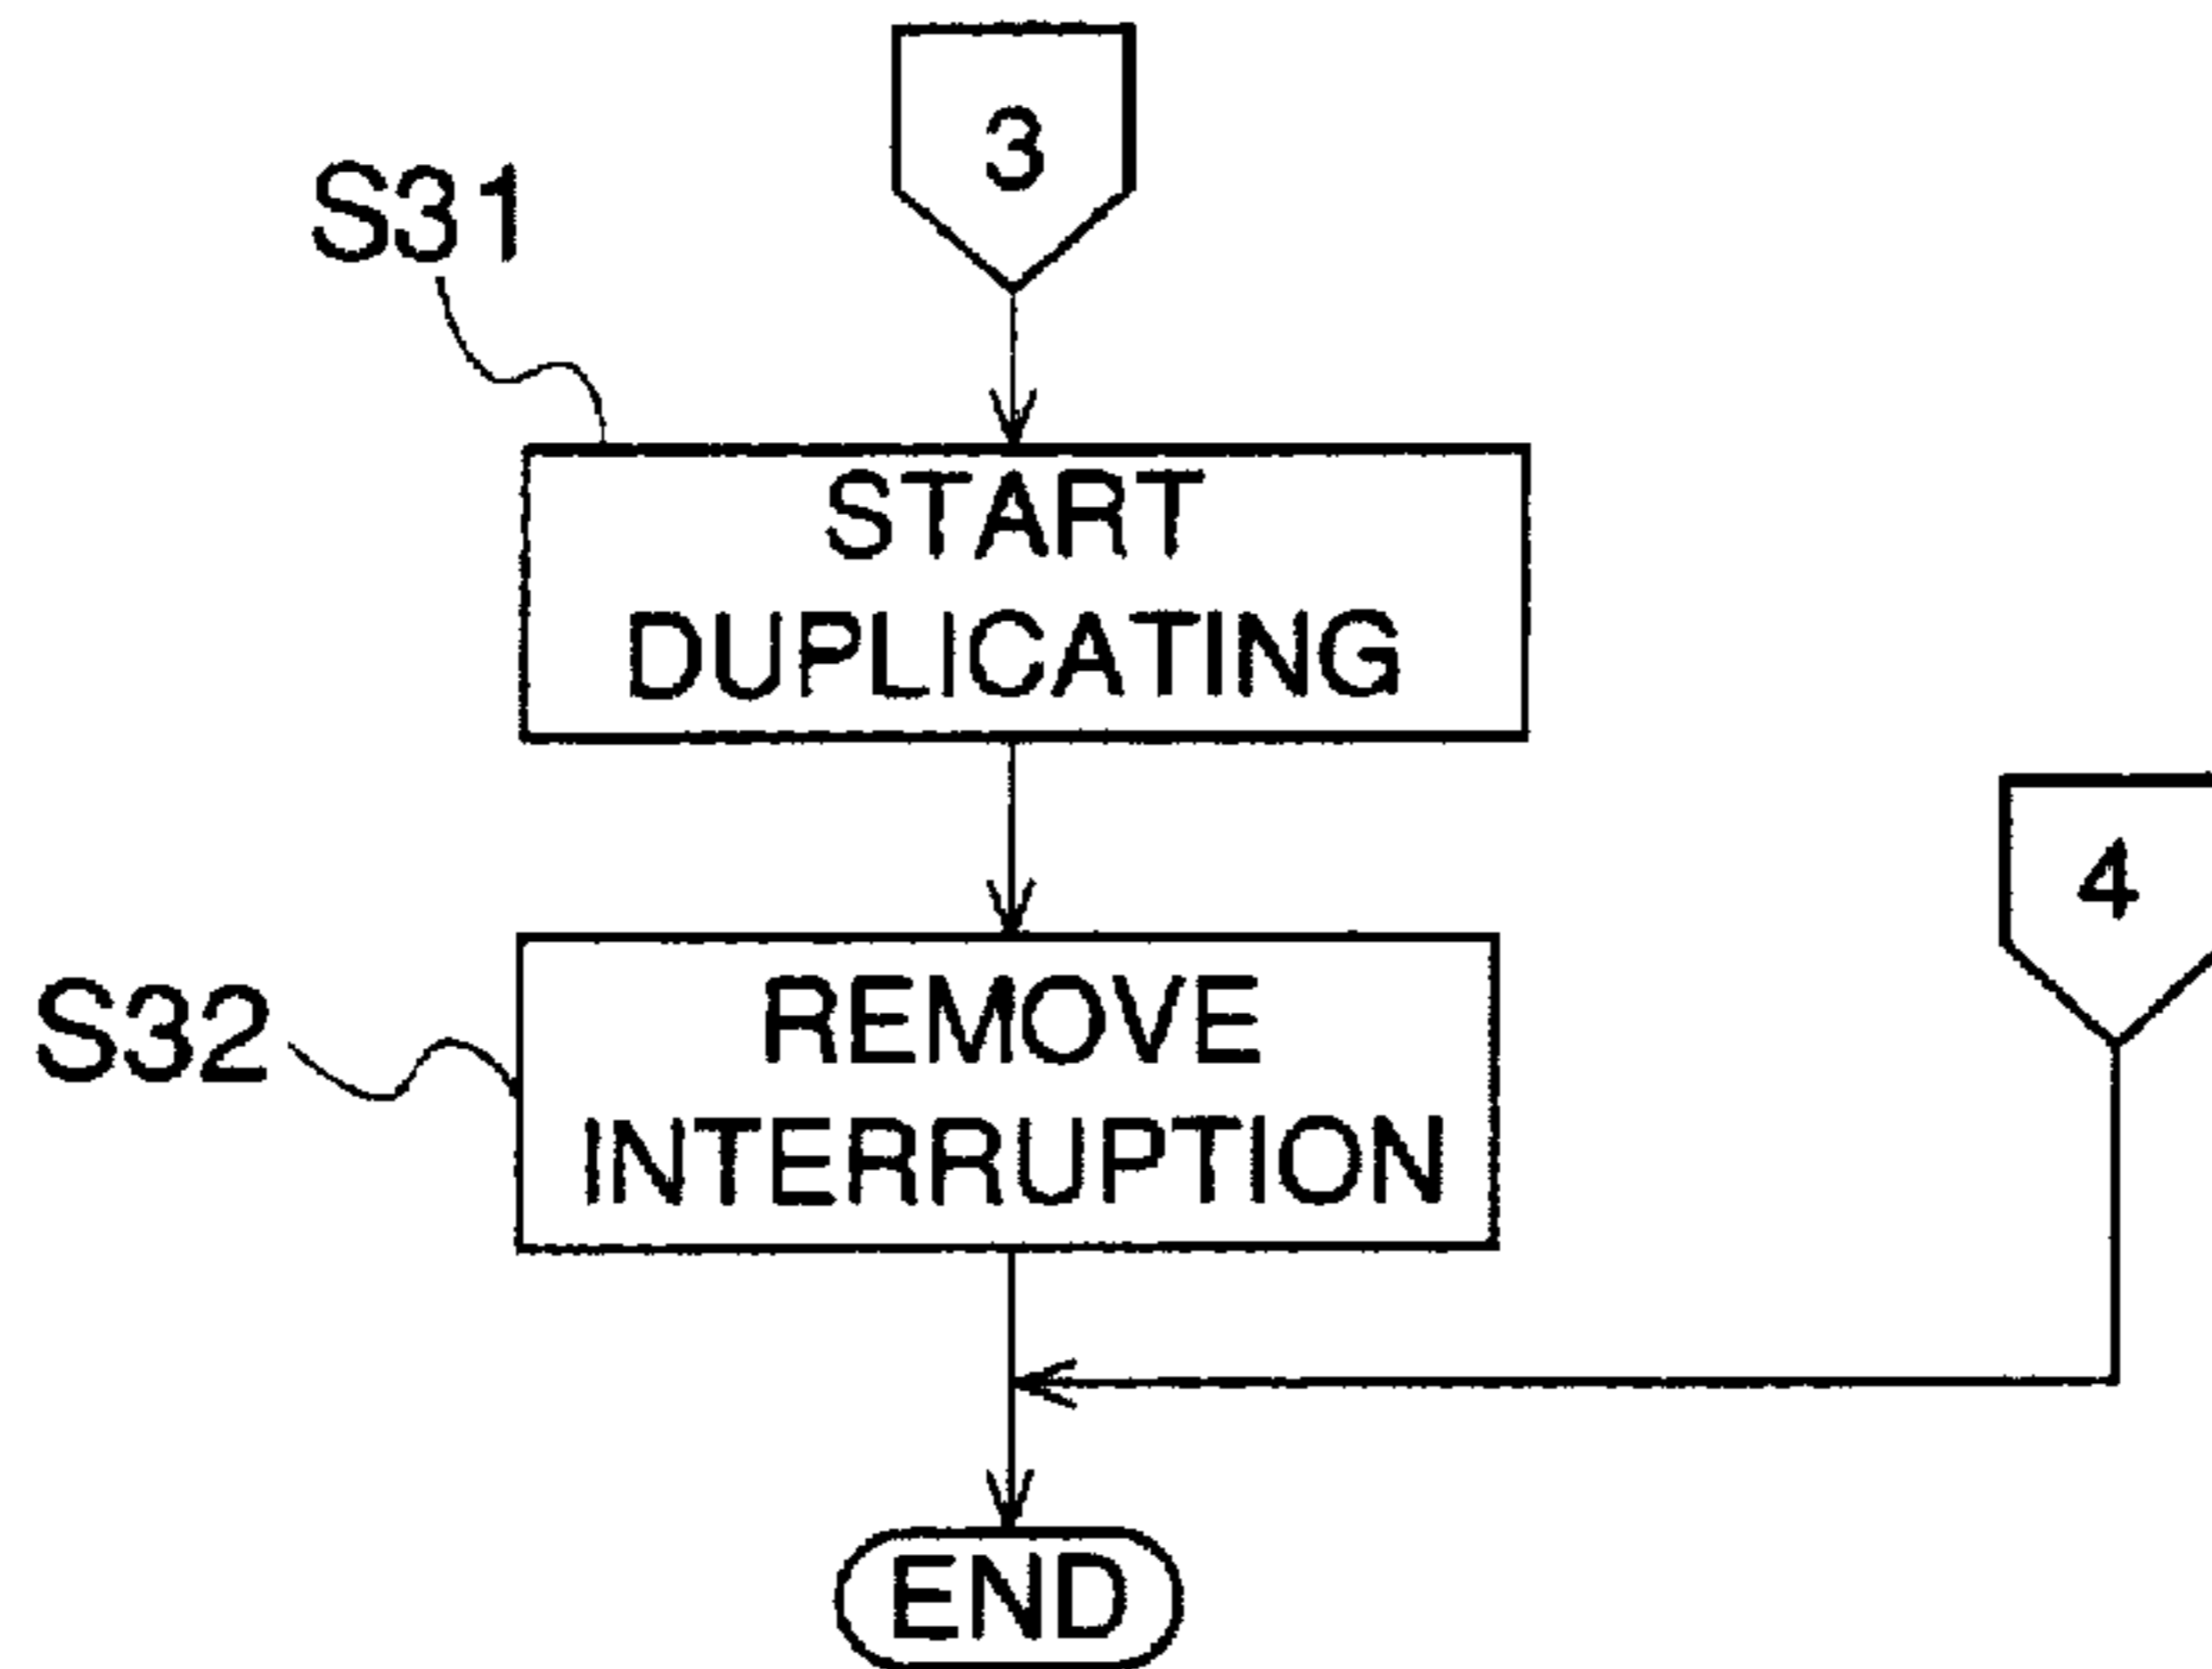 3
S31
START
DUPLICATING
4
S32
REMOVE
INTERRUPTION
END